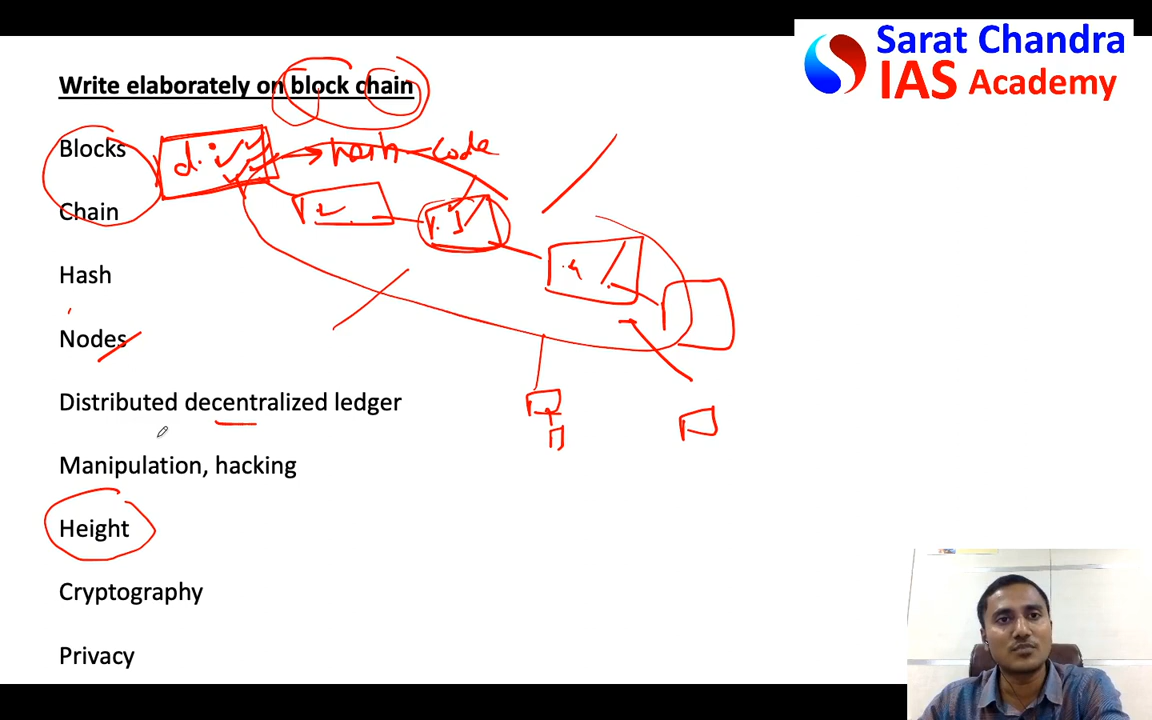 Sarat Chandra
IAS Academy
Write elaborately on block chain
Blocks
hash-code
Chain
Hash
Nodes
Distributed decentralized ledger
Manipulation, hacking
Height
Cryptography
Privacy